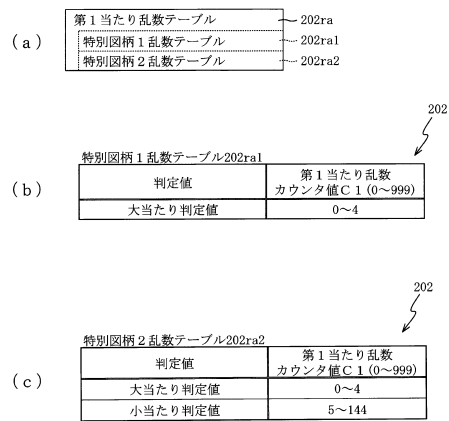 (a)
第1当たり乱数テーブル 202ra
特別図柄1乱数テーブル 202ra1
特別図柄2乱数テーブル 202ra2
202
特別図柄1乱数テーブル202ra1
(b)
判定値 第1当たり乱数
カウンタ値C1(0～999)
大当たり判定値 0～4
202
特別図柄2乱数テーブル202ra2
(c)
判定値 第1当たり乱数
カウンタ値C1(0～999)
大当たり判定値 0～4
小当たり判定値 5～144